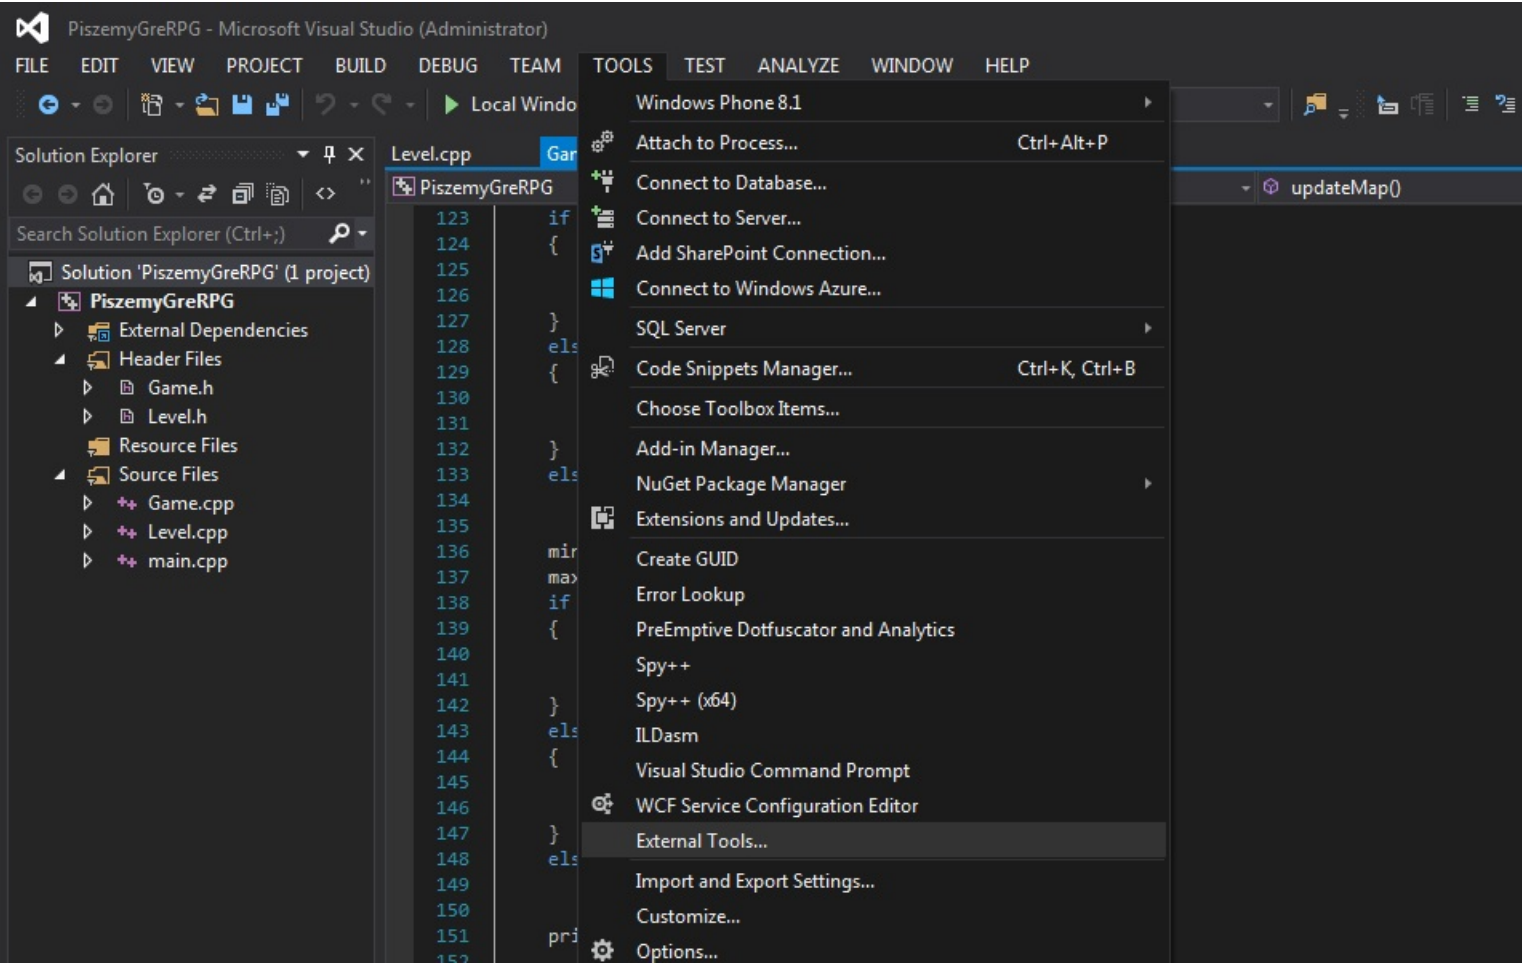 PiszemyGreRPG - Microsoft Visual Studio (Administrator)
FILE EDIT VIEW PROJECT BUILD DEBUG TEAM TOOLS TEST ANALYZE WINDOW HELP
Local Windo
Solution Explorer
Search Solution Explorer (Ctrl+;)
Solution 'PiszemyGreRPG' (1 project)
PiszemyGreRPG
External Dependencies
Header Files
Game.h
Level.h
Resource Files
Source Files
Game.cpp
Level.cpp
main.cpp
Level.cpp Gam
PiszemyGreRPG
updateMap()
123 if
124 {
125
126
127 }
128 els
129 {
130
131
132 }
133 els
134
135
136 min
137 max
138 if
139 {
140
141
142 }
143 els
144 {
145
146
147 }
148 els
149
150
151 pri
152
Windows Phone 8.1
Attach to Process... Ctrl+Alt+P
Connect to Database...
Connect to Server...
Add SharePoint Connection...
Connect to Windows Azure...
SQL Server
Code Snippets Manager... Ctrl+K, Ctrl+B
Choose Toolbox Items...
Add-in Manager...
NuGet Package Manager
Extensions and Updates...
Create GUID
Error Lookup
PreEmptive Dotfuscator and Analytics
Spy++
Spy++ (x64)
ILDasm
Visual Studio Command Prompt
WCF Service Configuration Editor
External Tools...
Import and Export Settings...
Customize...
Options...